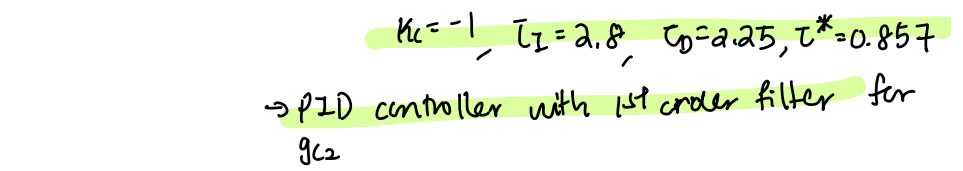 Kc = -1, τI = 2.8, τD = 2.25, τ* = 0.857
→ PID controller with 1st order filter for
gc2